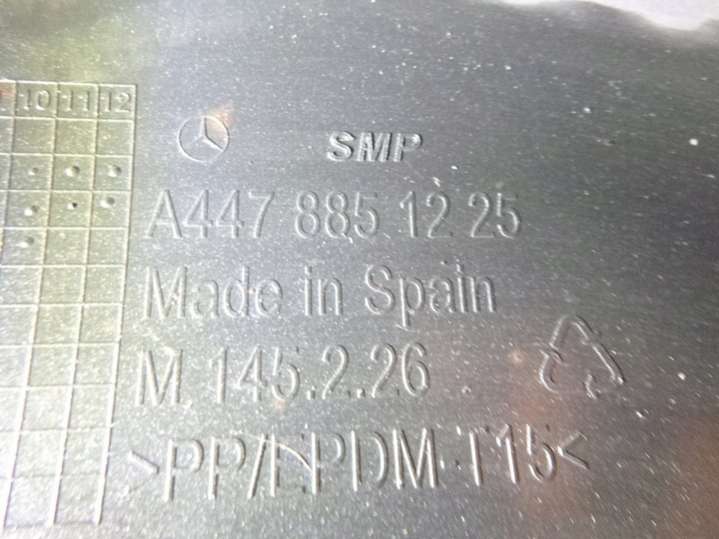 10 11 12
SMP
A447 885 12 25
Made in Spain
M. 145.2.26
>PP/EPDM-T15<